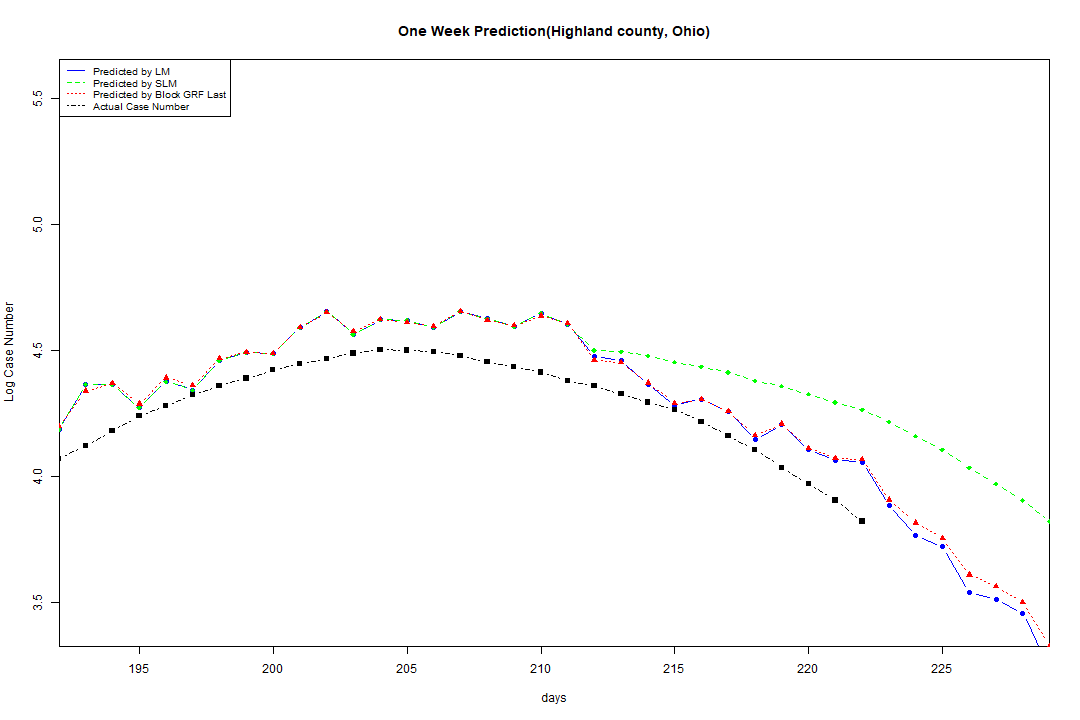 One Week Prediction(Highland county, Ohio)
Predicted by LM
Predicted by SLM
Predicted by Block GRF Last
Actual Case Number
5.5
5.0
4.5
4.0
3.5
Log Case Number
195 200 205 210 215 220 225
days